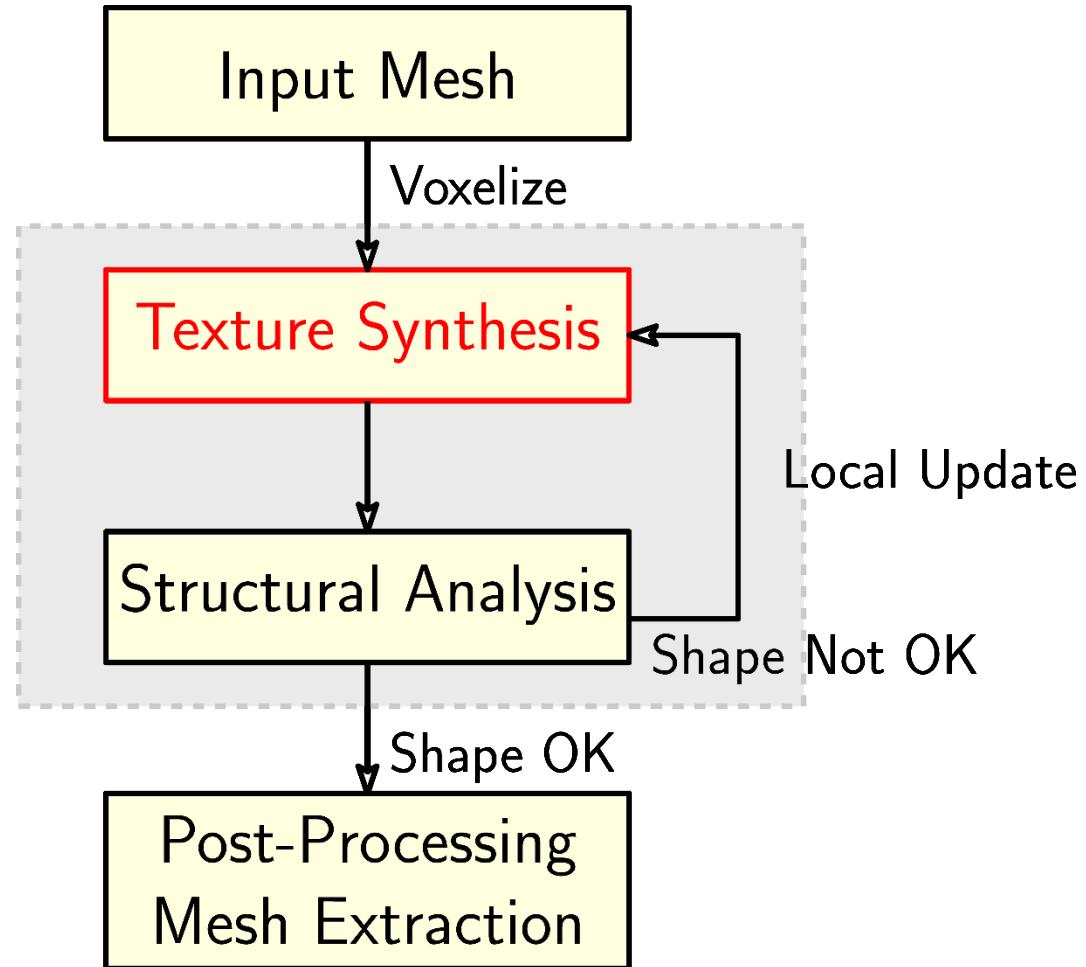 Input Mesh
Voxelize
Texture Synthesis
Local Update
Structural Analysis
Shape Not OK
Shape OK
Post-Processing
Mesh Extraction